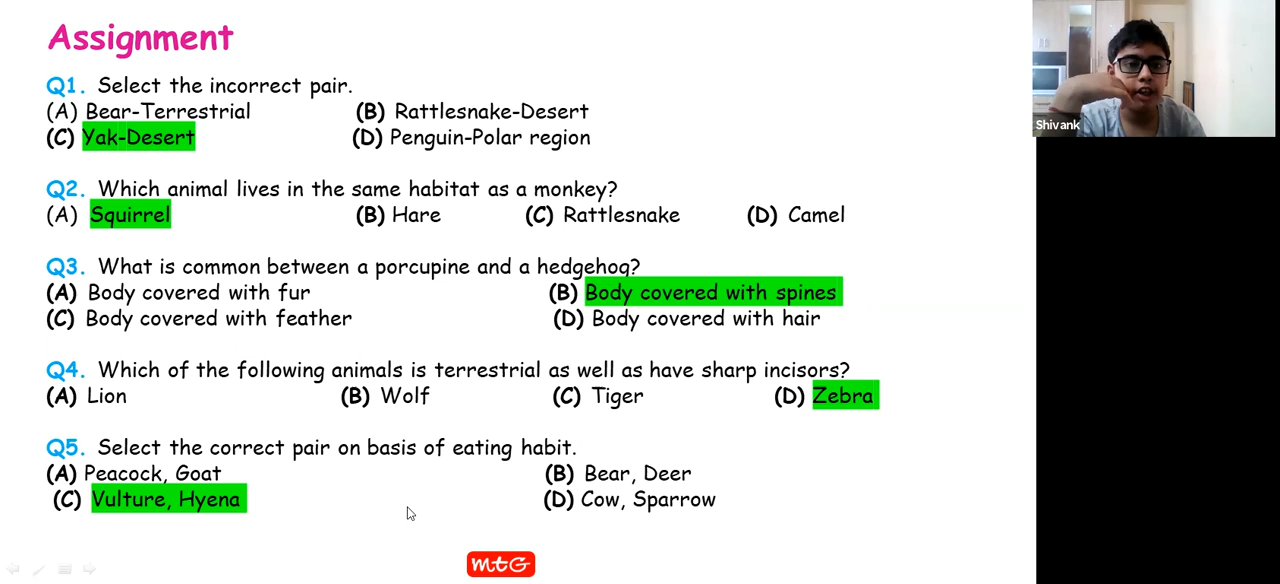 Assignment
Q1. Select the incorrect pair.
(A) Bear-Terrestrial (B) Rattlesnake-Desert
(C) Yak-Desert (D) Penguin-Polar region
Q2. Which animal lives in the same habitat as a monkey?
(A) Squirrel (B) Hare (C) Rattlesnake (D) Camel
Q3. What is common between a porcupine and a hedgehog?
(A) Body covered with fur (B) Body covered with spines
(C) Body covered with feather (D) Body covered with hair
Q4. Which of the following animals is terrestrial as well as have sharp incisors?
(A) Lion (B) Wolf (C) Tiger (D) Zebra
Q5. Select the correct pair on basis of eating habit.
(A) Peacock, Goat (B) Bear, Deer
(C) Vulture, Hyena (D) Cow, Sparrow
mtG
Shivank